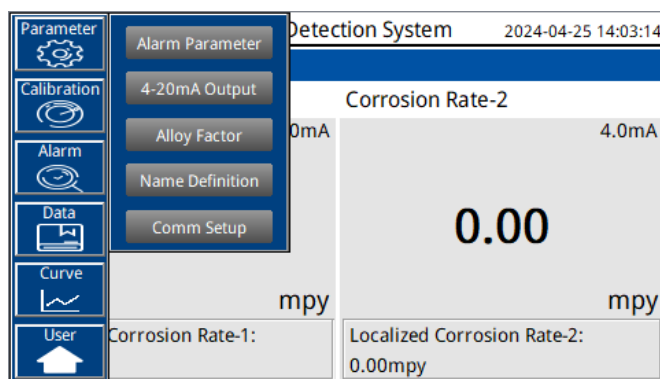 Parameter
Calibration
Alarm
Data
Curve
User
Alarm Parameter
4-20mA Output
Alloy Factor
Name Definition
Comm Setup
Detection System 2024-04-25 14:03:14
0mA
mpy
Corrosion Rate-1:
Corrosion Rate-2
4.0mA
0.00
mpy
Localized Corrosion Rate-2:
0.00mpy